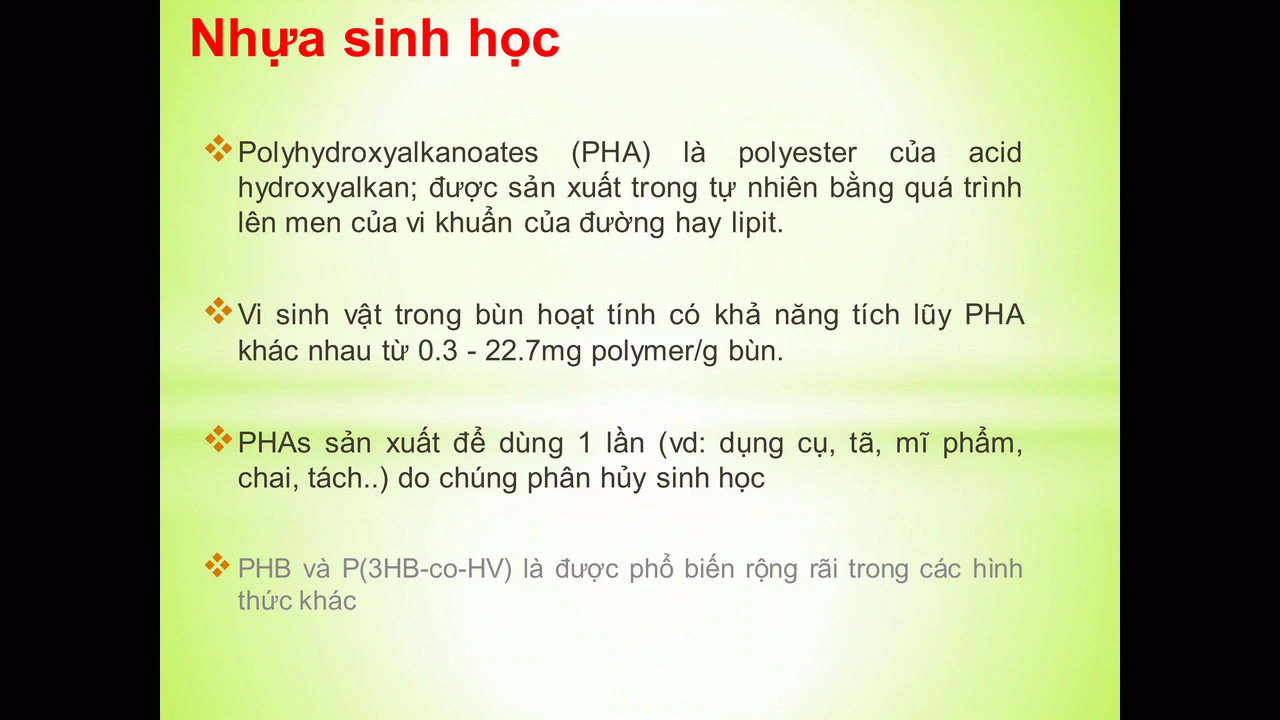 Nhựa sinh học
Polyhydroxyalkanoates (PHA) là polyester của acid
hydroxyalkan; được sản xuất trong tự nhiên bằng quá trình
lên men của vi khuẩn của đường hay lipit.
Vi sinh vật trong bùn hoạt tính có khả năng tích lũy PHA
khác nhau từ 0.3 - 22.7mg polymer/g bùn.
PHAs sản xuất để dùng 1 lần (vd: dụng cụ, tã, mĩ phẩm,
chai, tách..) do chúng phân hủy sinh học
PHB và P(3HB-co-HV) là được phổ biến rộng rãi trong các hình
thức khác